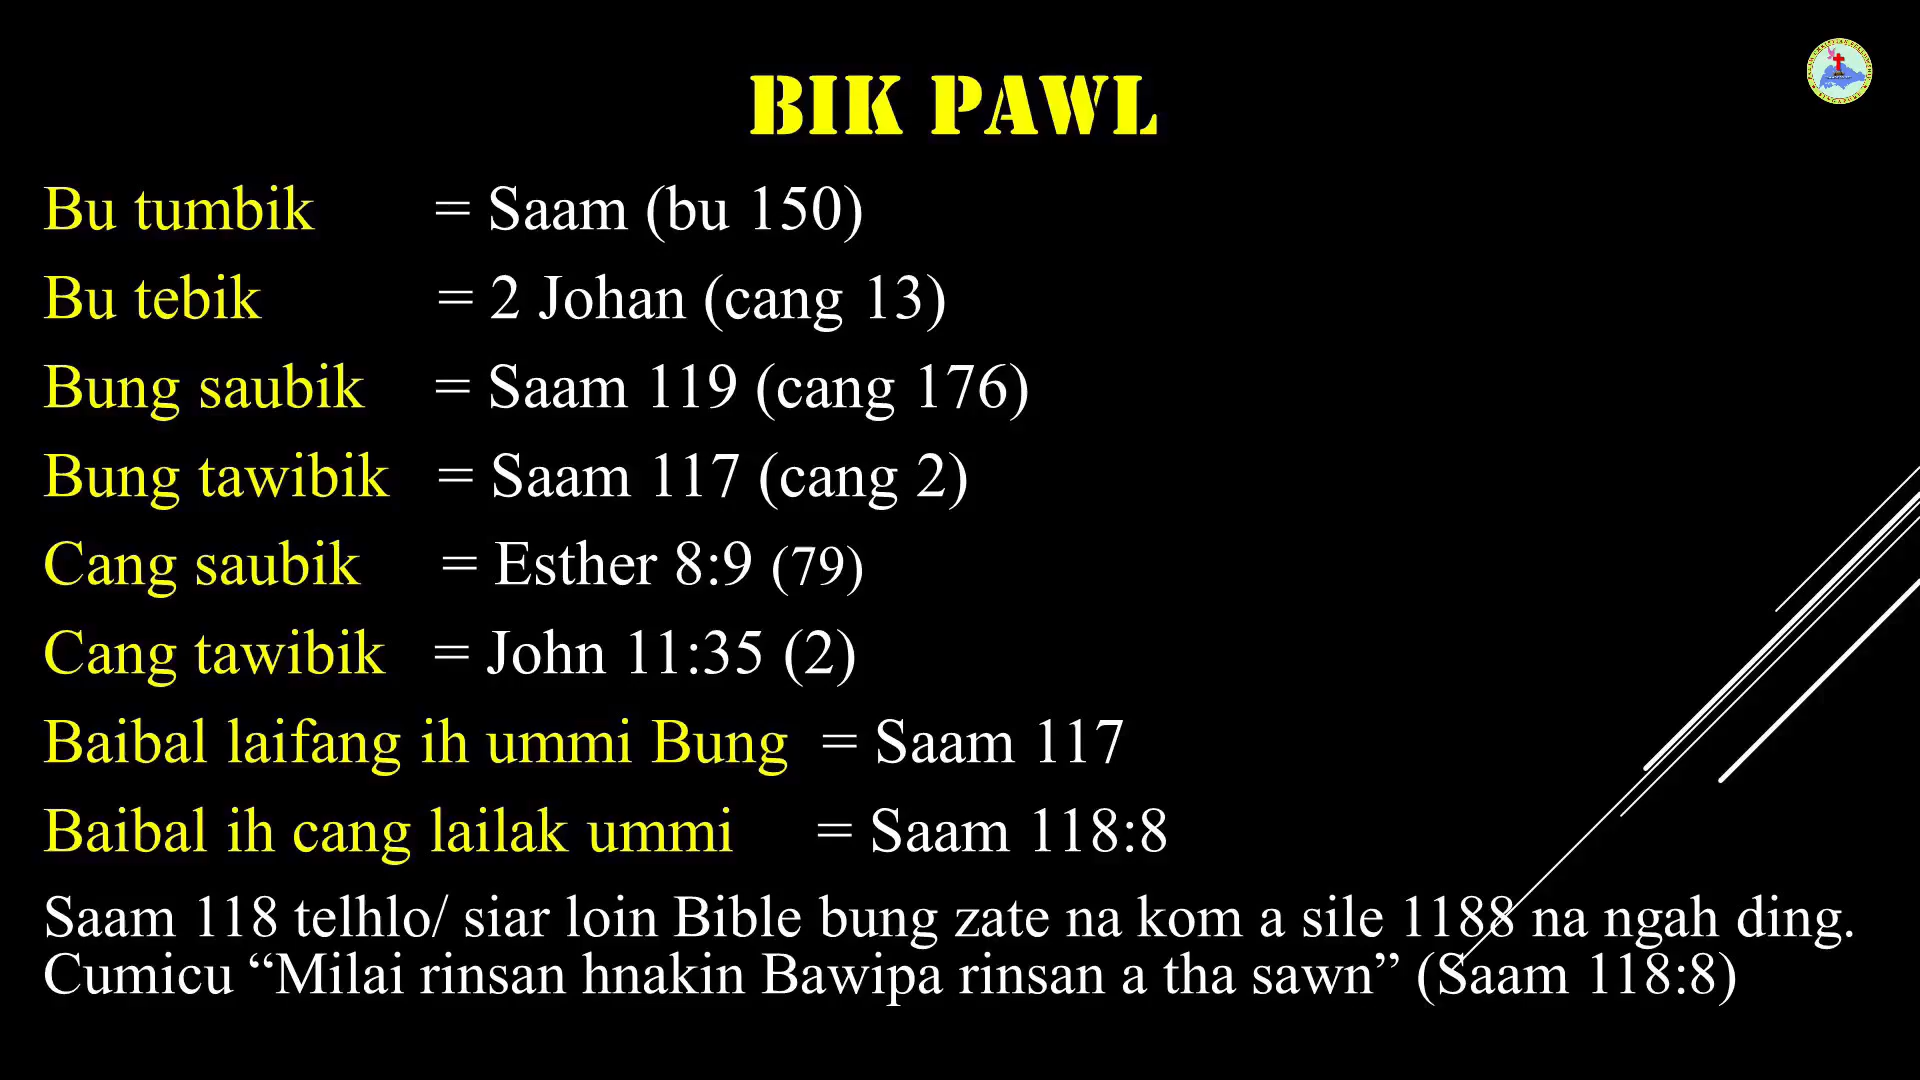 BIK PAWL
Bu tumbik = Saam (bu 150)
Bu tebik = 2 Johan (cang 13)
Bung saubik = Saam 119 (cang 176)
Bung tawibik = Saam 117 (cang 2)
Cang saubik = Esther 8:9 (79)
Cang tawibik = John 11:35 (2)
Baibal laifang ih ummi Bung = Saam 117
Baibal ih cang lailak ummi = Saam 118:8
Saam 118 telhlo/ siar loin Bible bung zate na kom a sile 1188 na ngah ding.
Cumicu “Milai rinsan hnakin Bawipa rinsan a tha sawn” (Saam 118:8)